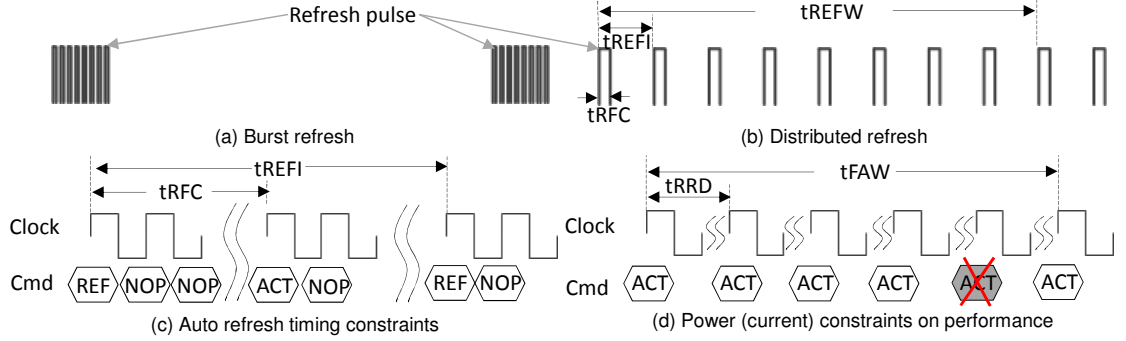 Refresh pulse
tREFW
tREFI
tRFC
(a) Burst refresh
(b) Distributed refresh
tREFI
tRFC
Clock
Cmd REF NOP NOP ACT NOP REF NOP
(c) Auto refresh timing constraints
tFAW
tRRD
Clock
Cmd ACT ACT ACT ACT ACT ACT
(d) Power (current) constraints on performance